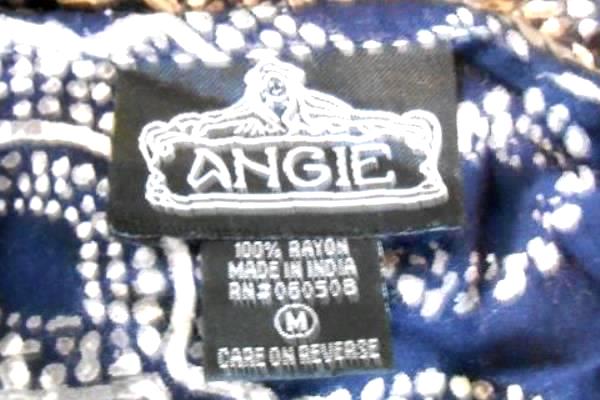 ANGIE
100% RAYON
MADE IN INDIA
RN# 060508
M
CARE ON REVERSE